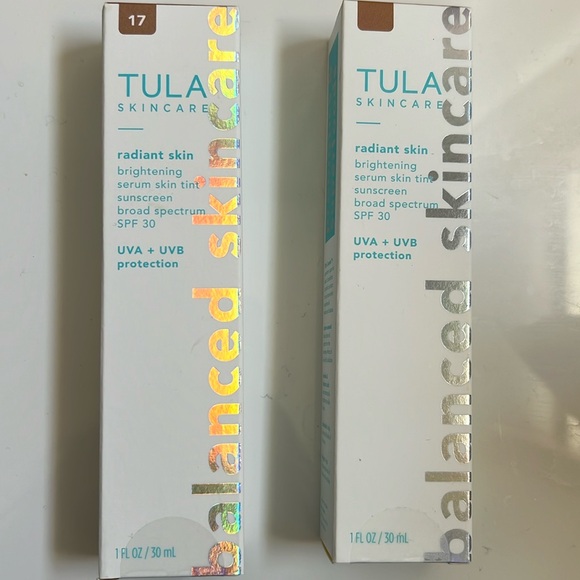 17
TULA
SKINCARE
radiant skin
brightening
serum skin tint
sunscreen
broad spectrum
SPF 30
UVA + UVB
protection
balanced skincare
1 FL OZ / 30 mL
TULA
SKINCARE
radiant skin
brightening
serum skin tint
sunscreen
broad spectrum
SPF 30
UVA + UVB
protection
balanced skincare
1 FL OZ / 30 mL